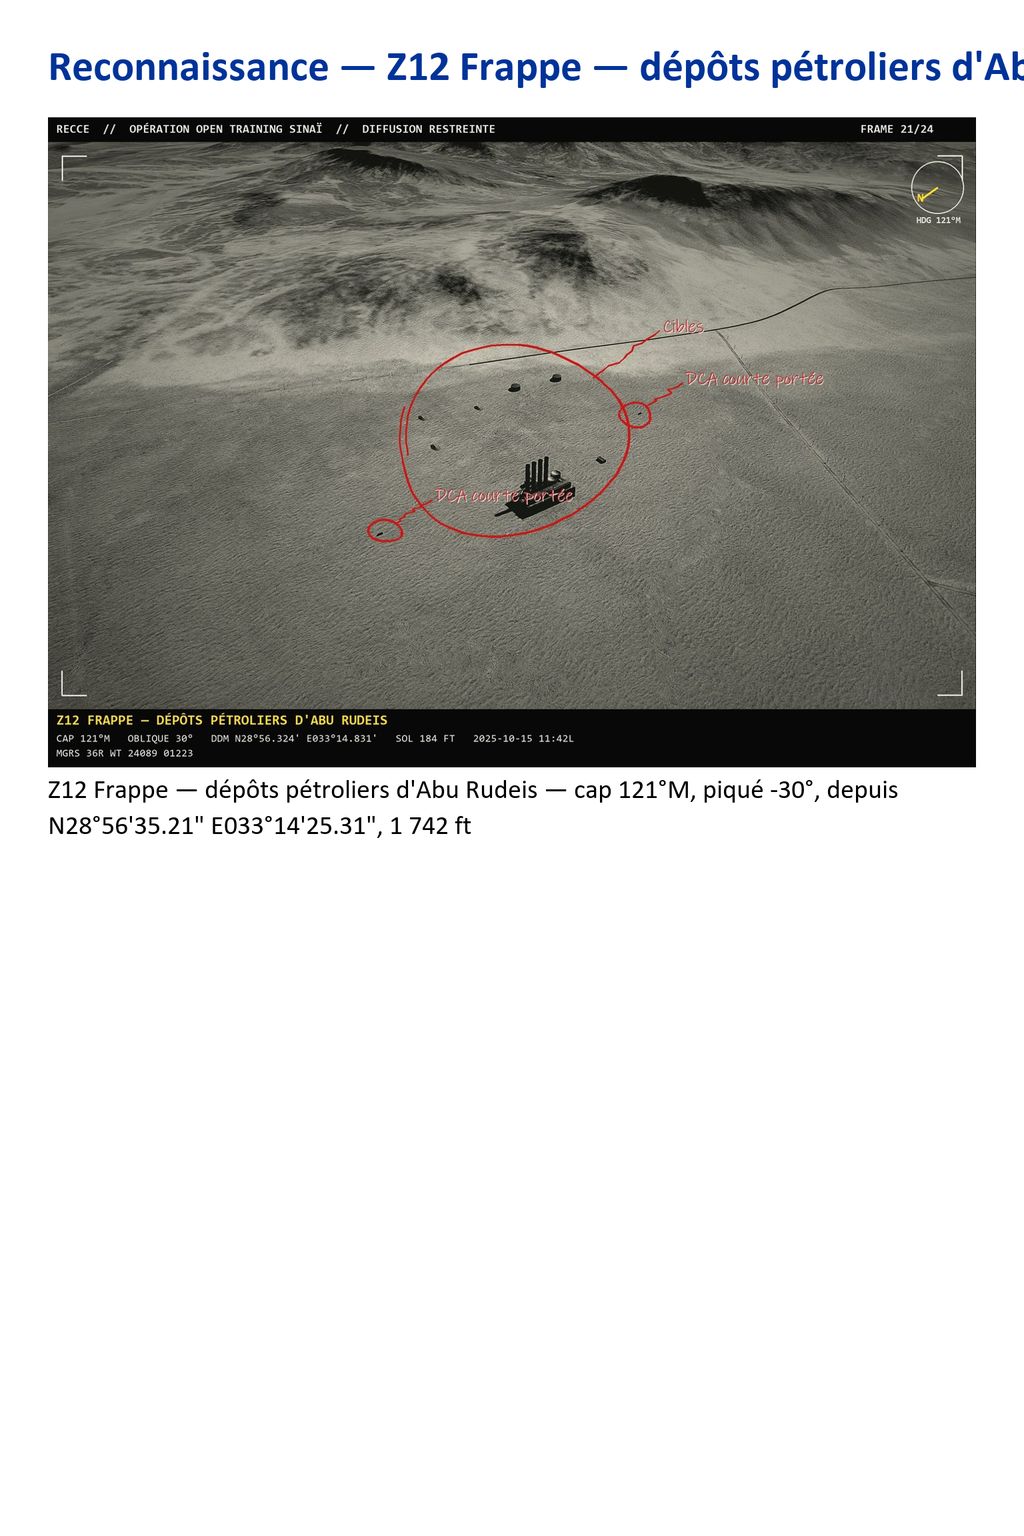 Reconnaissance — Z12 Frappe — dépôts pétroliers d'Ab
RECCE // OPÉRATION OPEN TRAINING SINAÏ // DIFFUSION RESTREINTE FRAME 21/24
N
HDG 121°M
Cibles
DCA courte portée
DCA courte portée
Z12 FRAPPE — DÉPÔTS PÉTROLIERS D'ABU RUDEIS
CAP 121°M OBLIQUE 30° DDM N28°56.324' E033°14.831' SOL 184 FT 2025-10-15 11:42L
MGRS 36R WT 24089 01223
Z12 Frappe — dépôts pétroliers d'Abu Rudeis — cap 121°M, piqué -30°, depuis
N28°56'35.21" E033°14'25.31", 1 742 ft